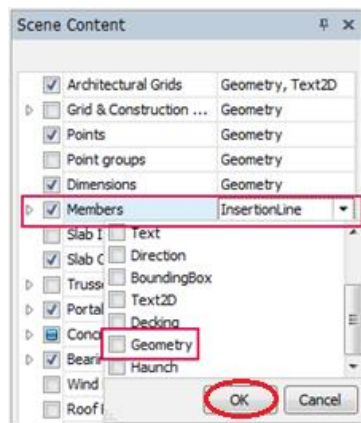 Scene Content
Architectural Grids Geometry, Text2D
Grid & Construction ... Geometry
Points Geometry
Point groups Geometry
Dimensions Geometry
Members InsertionLine
Slab I Text
Slab C Direction
BoundingBox
Truss Text2D
Portal Decking
Conc Geometry
Beari Haunch
Wind
OK Cancel
Roof